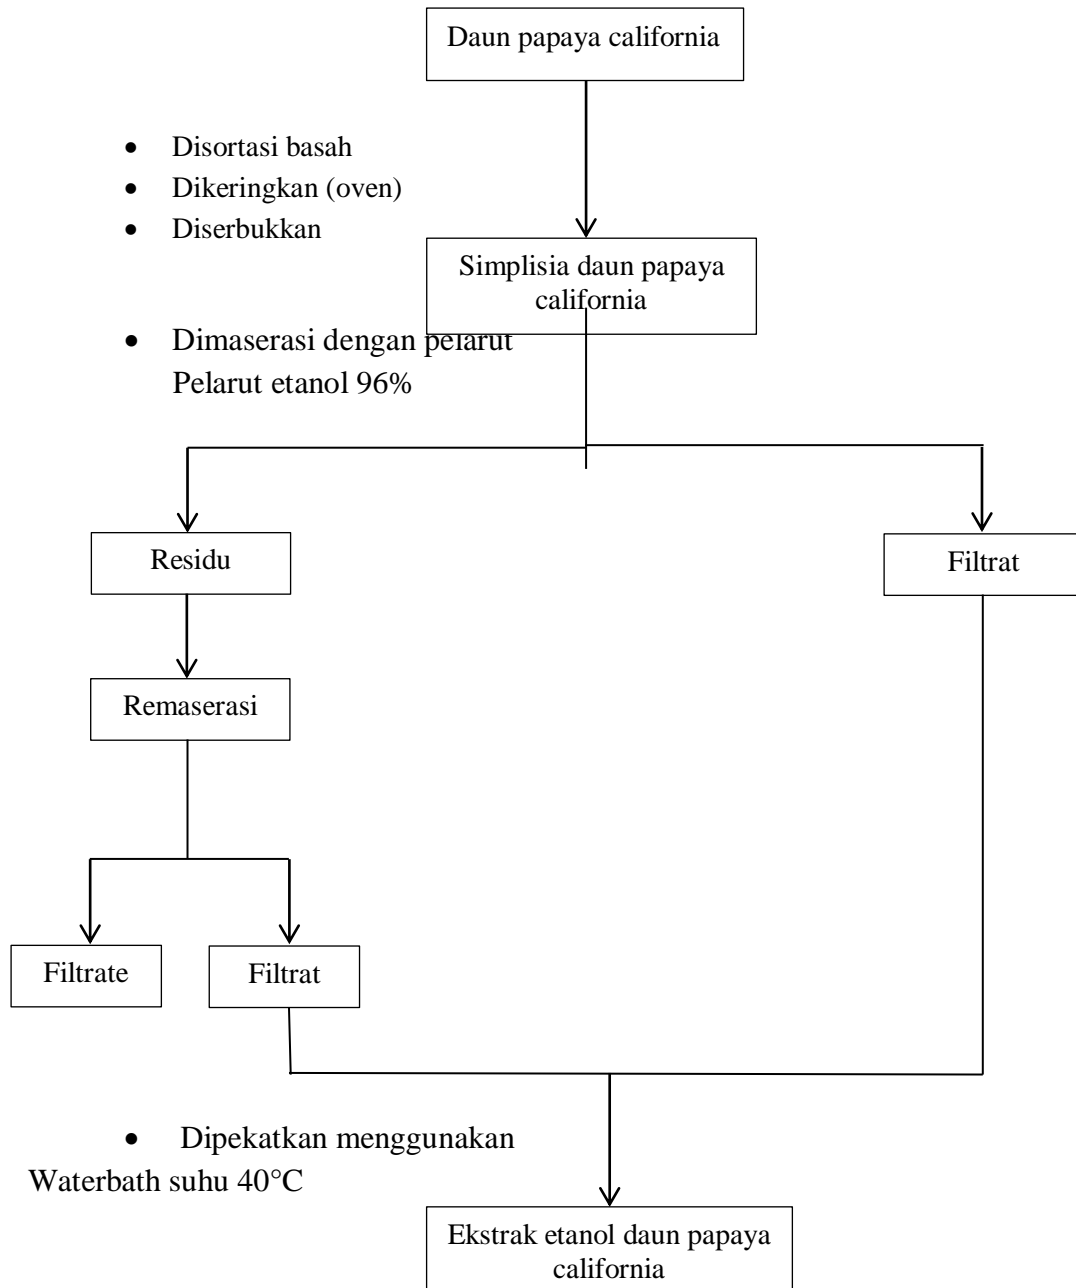 Daun papaya california
• Disortasi basah
• Dikeringkan (oven)
• Diserbukkan
Simplisia daun papaya
california
• Dimaserasi dengan pelarut
Pelarut etanol 96%
Residu
Filtrat
Remaserasi
Filtrate
Filtrat
• Dipekatkan menggunakan
Waterbath suhu 40°C
Ekstrak etanol daun papaya
california